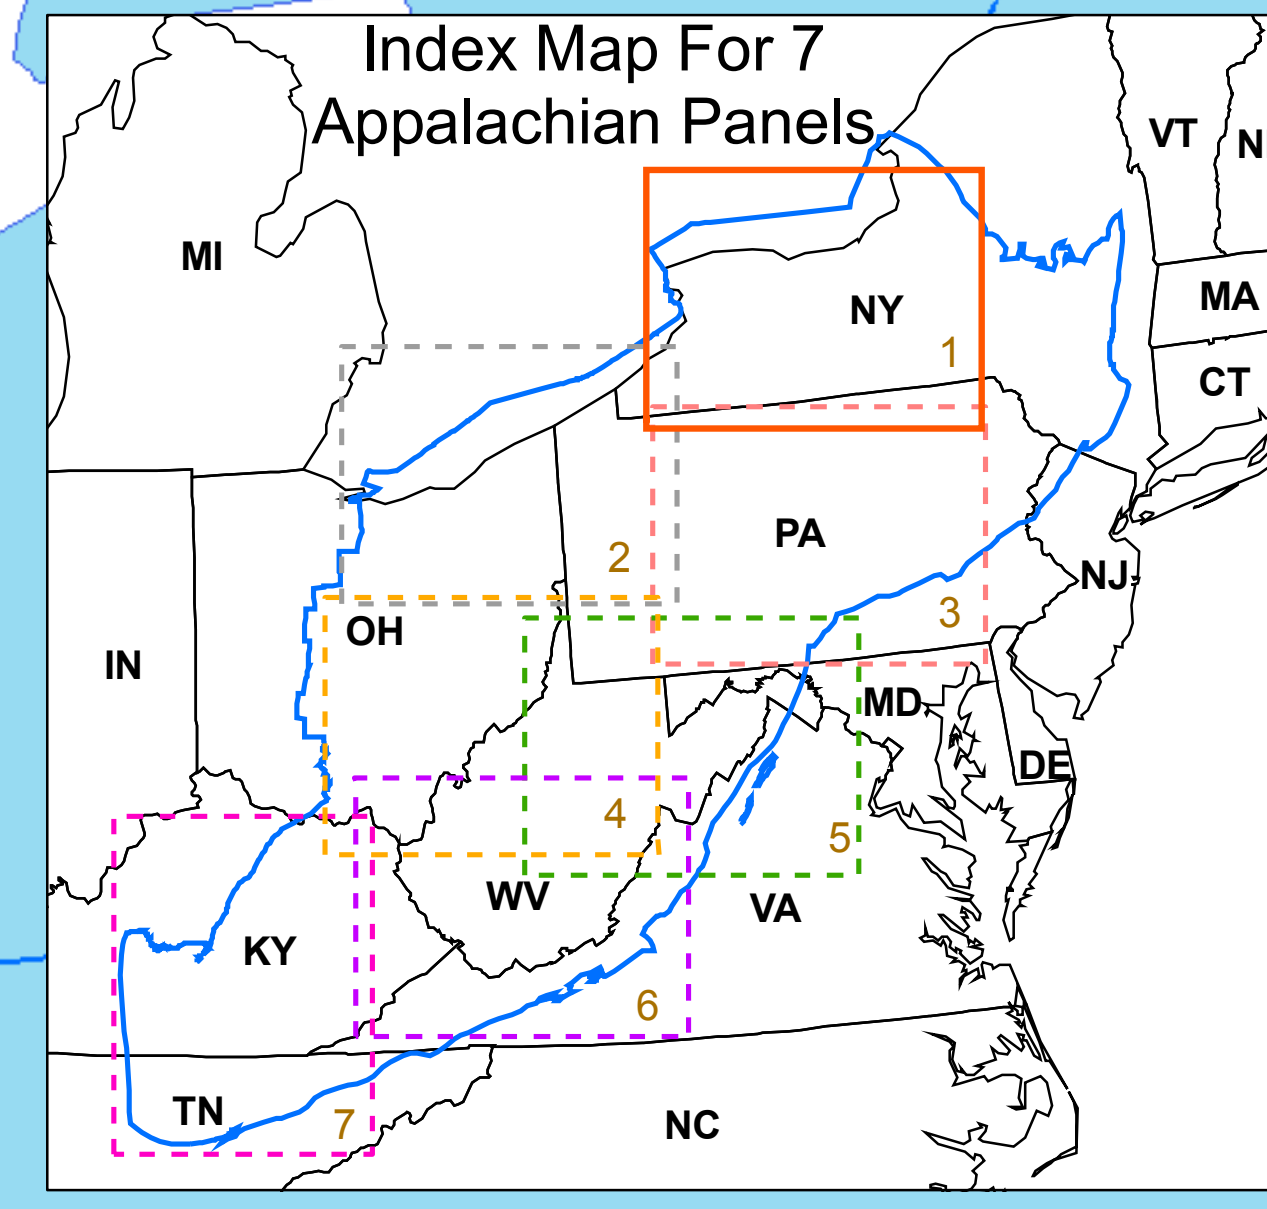 Index Map For 7
Appalachian Panels
VT
MI
MA
NY
1
CT
PA
2
NJ
3
OH
IN
MD
DE
4
5
WV
VA
KY
6
TN
7
NC